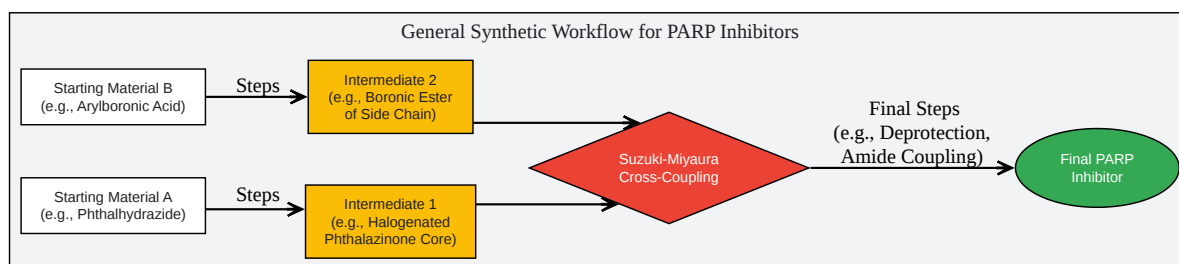 General Synthetic Workflow for PARP Inhibitors
Starting Material B
(e.g., Arylboronic Acid)
Steps
Intermediate 2
(e.g., Boronic Ester
of Side Chain)
Starting Material A
(e.g., Phthalhydrazide)
Steps
Intermediate 1
(e.g., Halogenated
Phthalazinone Core)
Suzuki-Miyaura
Cross-Coupling
Final Steps
(e.g., Deprotection,
Amide Coupling)
Final PARP
Inhibitor